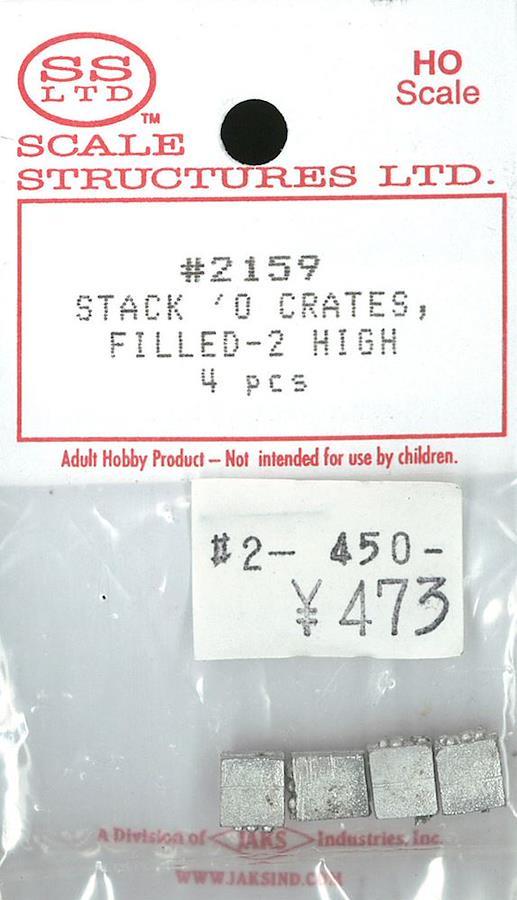 SS
LTD
TM
HO
Scale
SCALE
STRUCTURES LTD.
#2159
STACK 'O CRATES,
FILLED-2 HIGH
4 pcs
Adult Hobby Product – Not intended for use by children.
#2- 450-
¥473
A Division of JAKS Industries, Inc.
WWW.JAKSIND.COM